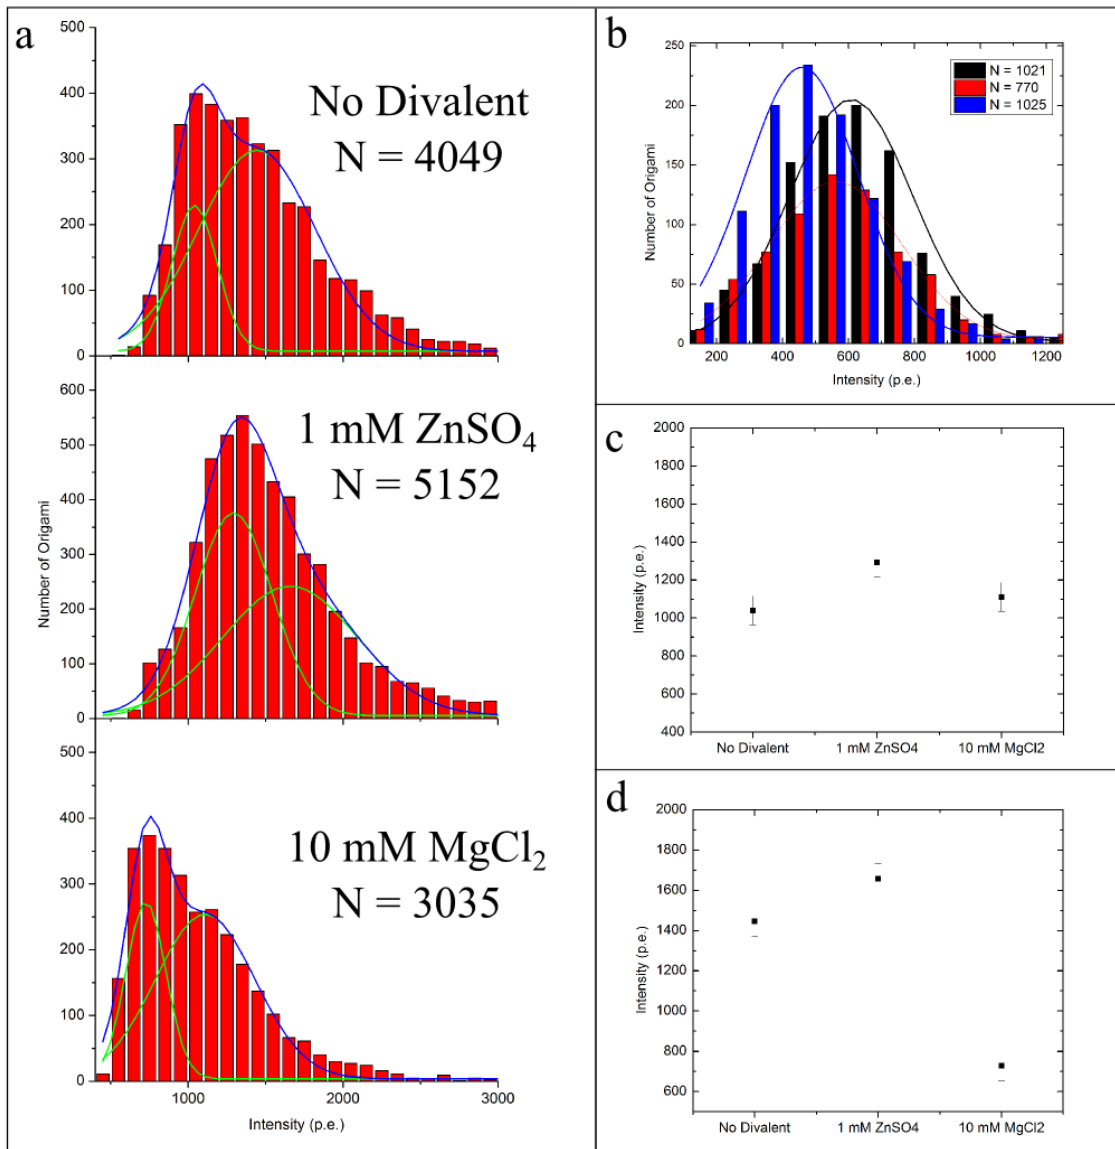 a
500
400
300
200
100
0
No Divalent
N = 4049
600
500
400
300
200
100
0
1 mM ZnSO4
N = 5152
Number of Origami
500
400
300
200
100
0
10 mM MgCl2
N = 3035
1000 2000 3000
Intensity (p.e.)
b
250
200
150
100
50
0
Number of Origami
N = 1021
N = 770
N = 1025
200 400 600 800 1000 1200
Intensity (p.e.)
c
2000
1800
1600
1400
1200
1000
800
600
400
Intensity (p.e.)
No Divalent 1 mM ZnSO4 10 mM MgCl2
d
2000
1800
1600
1400
1200
1000
800
600
Intensity (p.e.)
No Divalent 1 mM ZnSO4 10 mM MgCl2